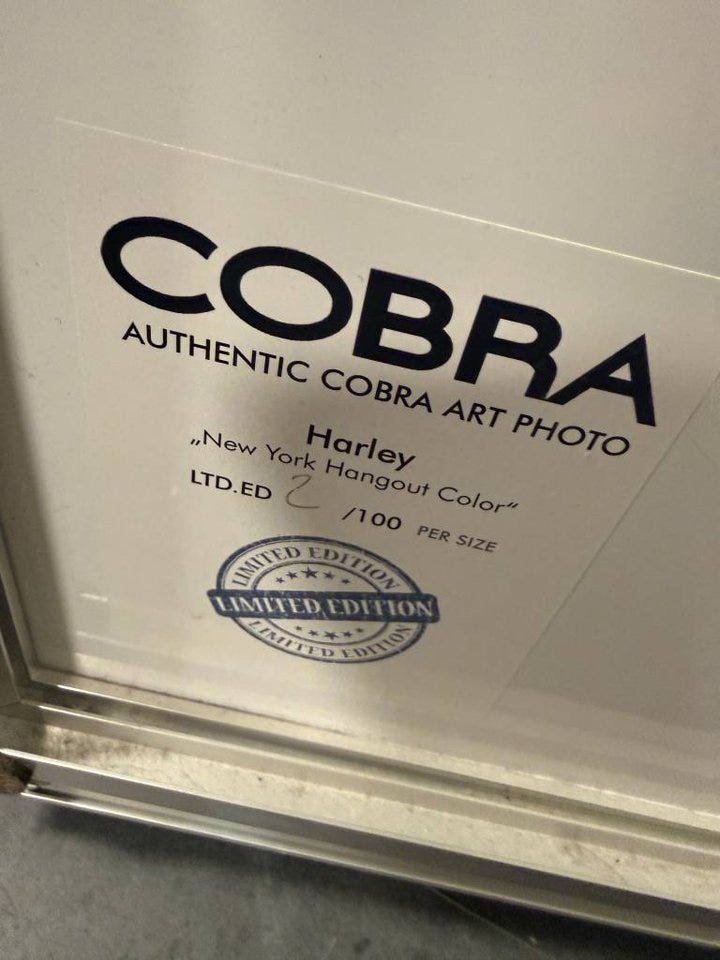 COBRA
AUTHENTIC COBRA ART PHOTO
Harley
„New York Hangout Color“
LTD.ED 2 /100 PER SIZE
LIMITED EDITION
LIMITED EDITION
LIMITED EDITION